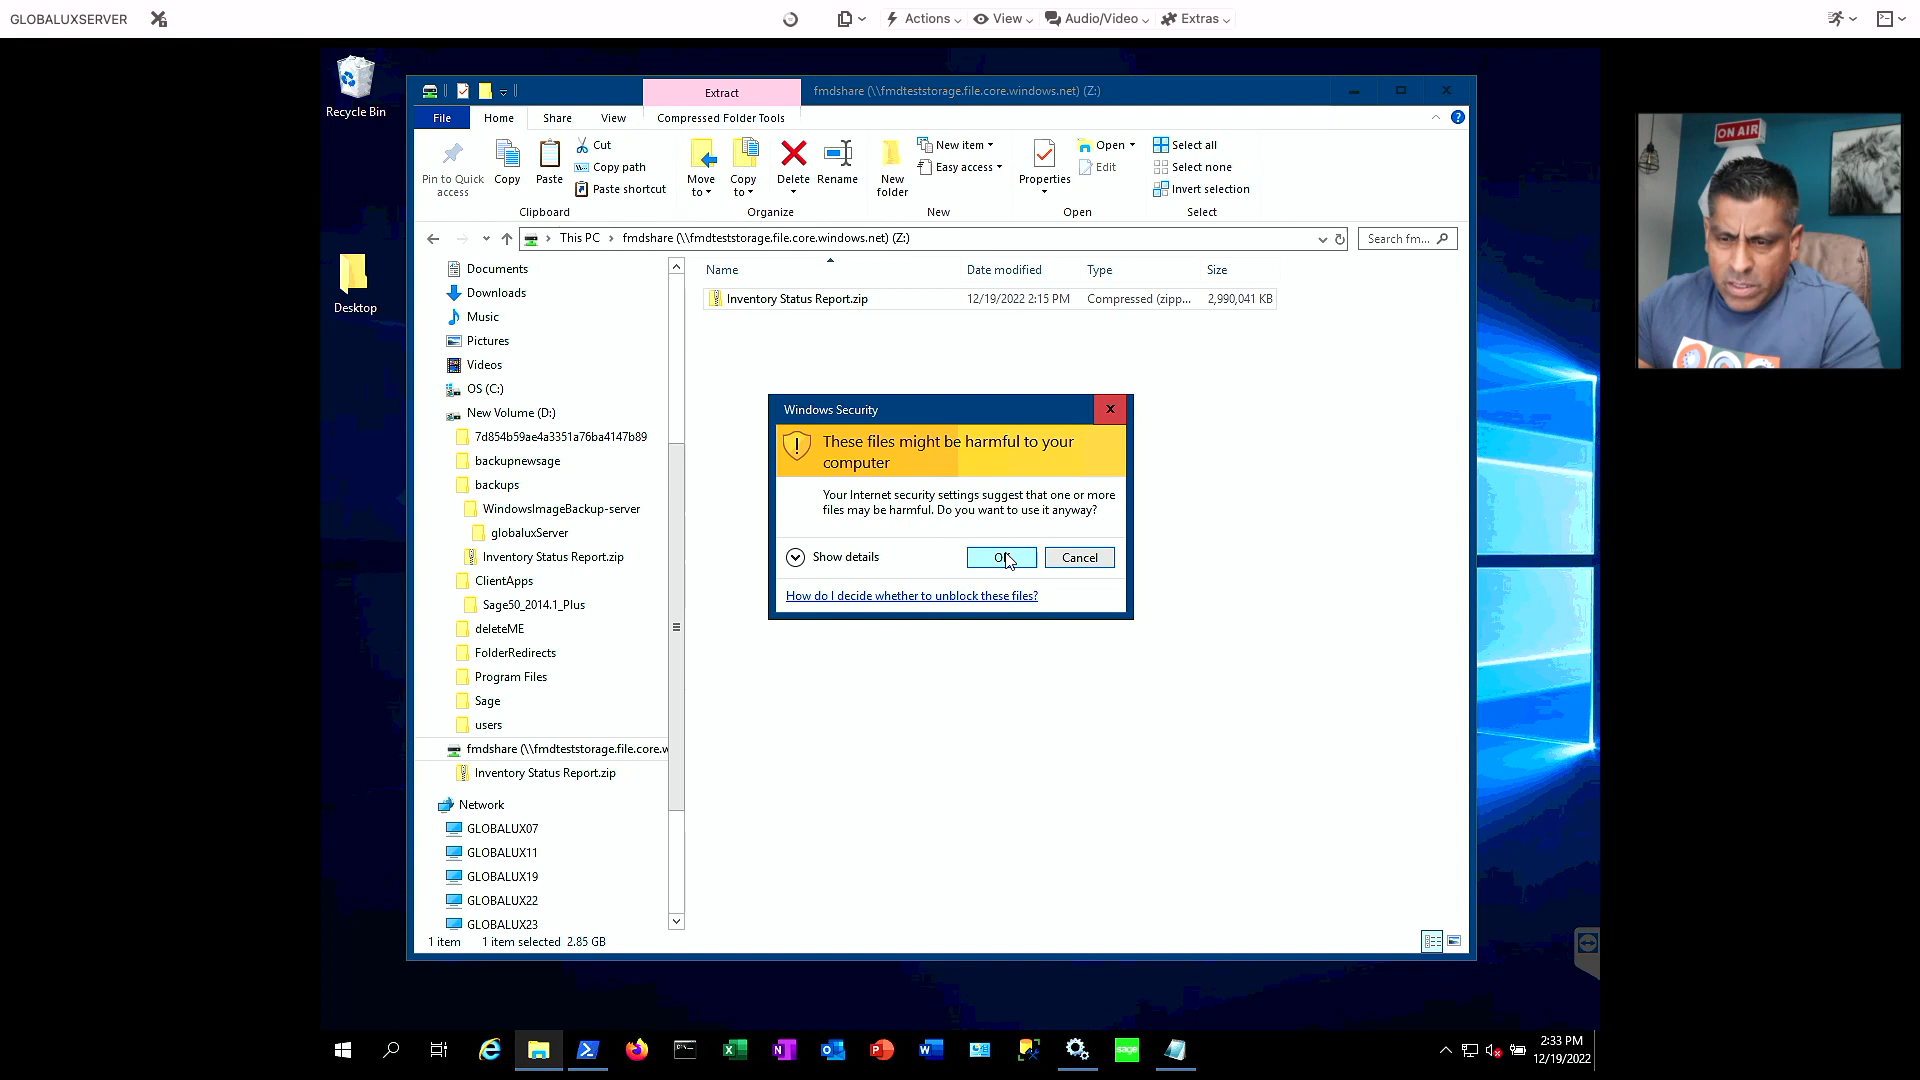 GLOBALUXSERVER
Actions
View
Audio/Video
Extras
ON AIR
Recycle Bin
Desktop
Extract
fmdshare (\\fmdteststorage.file.core.windows.net) (Z:)
File
Home
Share
View
Compressed Folder Tools
Pin to Quick
access
Copy
Paste
Cut
Copy path
Paste shortcut
Clipboard
Move
to
Copy
to
Delete
Rename
Organize
New
folder
New item
Easy access
New
Properties
Open
Edit
Open
Select all
Select none
Invert selection
Select
This PC
fmdshare (\\fmdteststorage.file.core.windows.net) (Z:)
Search fm...
Documents
Downloads
Music
Pictures
Videos
OS (C:)
New Volume (D:)
7d854b59ae4a3351a76ba4147b89
backupnewsage
backups
WindowsImageBackup-server
globaluxServer
Inventory Status Report.zip
ClientApps
Sage50_2014.1_Plus
deleteME
FolderRedirects
Program Files
Sage
users
fmdshare (\\fmdteststorage.file.core.w
Inventory Status Report.zip
Network
GLOBALUX07
GLOBALUX11
GLOBALUX19
GLOBALUX22
GLOBALUX23
Name
Date modified
Type
Size
Inventory Status Report.zip
12/19/2022 2:15 PM
Compressed (zipp...
2,990,041 KB
Windows Security
These files might be harmful to your
computer
Your Internet security settings suggest that one or more
files may be harmful. Do you want to use it anyway?
Show details
Cancel
How do I decide whether to unblock these files?
1 item
1 item selected 2.85 GB
sage
2:33 PM
12/19/2022